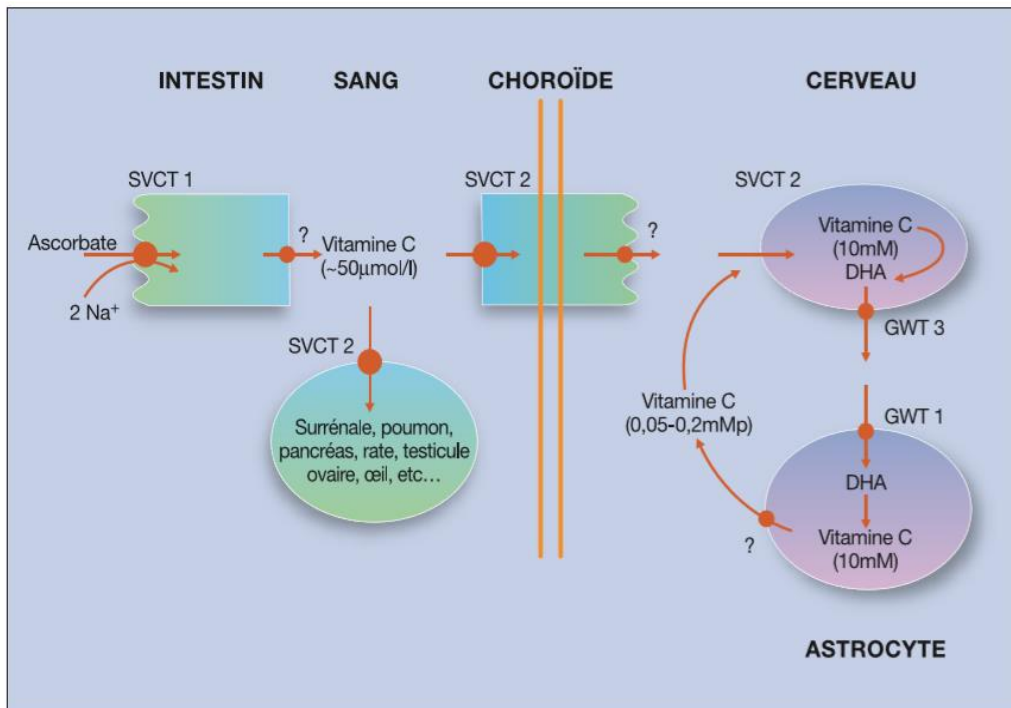 INTESTIN
SANG
CHOROÏDE
CERVEAU
SVCT 1
SVCT 2
SVCT 2
Ascorbate
2 Na⁺
?
Vitamine C
(~50µmol/l)
?
Vitamine C
(10mM)
DHA
GWT 3
SVCT 2
Surrénale, poumon,
pancréas, rate, testicule
ovaire, œil, etc…
Vitamine C
(0,05-0,2mMp)
GWT 1
DHA
Vitamine C
(10mM)
?
ASTROCYTE